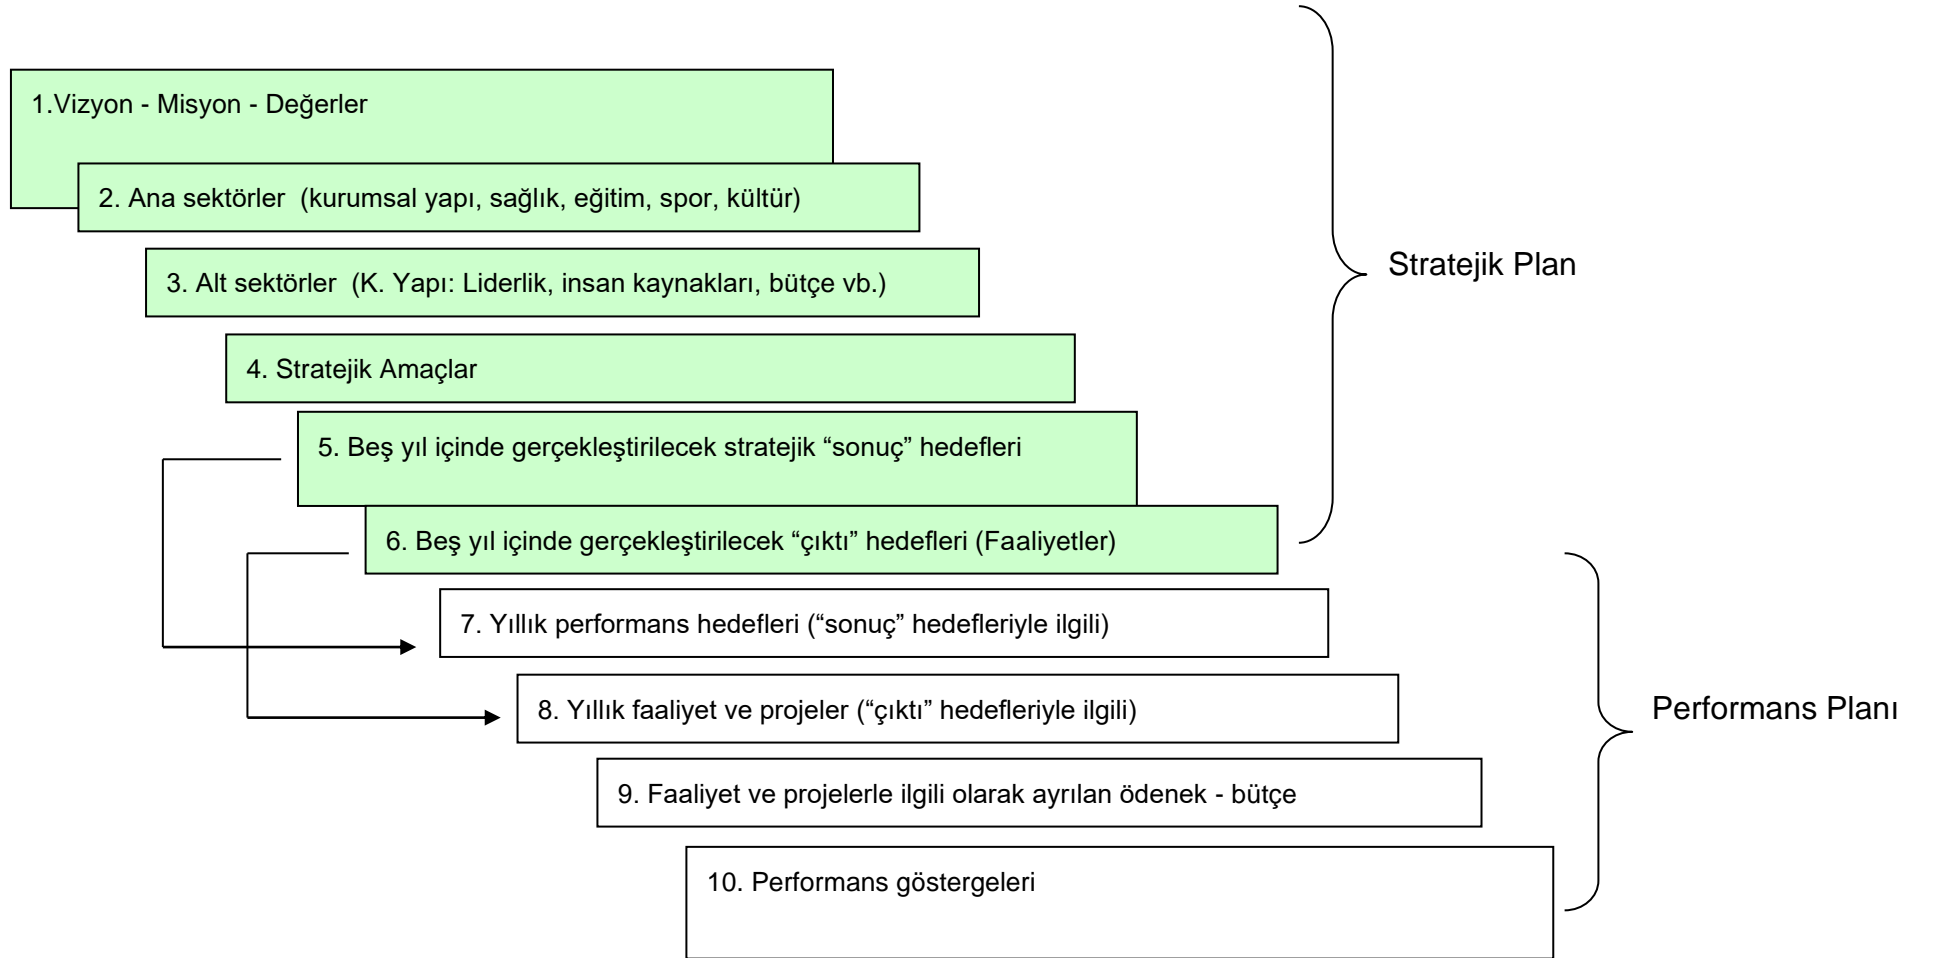 1.Vizyon - Misyon - Değerler
2. Ana sektörler  (kurumsal yapı, sağlık, eğitim, spor, kültür)
3. Alt sektörler  (K. Yapı: Liderlik, insan kaynakları, bütçe vb.)
Stratejik Plan
4. Stratejik Amaçlar
5. Beş yıl içinde gerçekleştirilecek stratejik “sonuç” hedefleri
6. Beş yıl içinde gerçekleştirilecek “çıktı” hedefleri (Faaliyetler)
7. Yıllık performans hedefleri (“sonuç” hedefleriyle ilgili)
8. Yıllık faaliyet ve projeler (“çıktı” hedefleriyle ilgili)
Performans Planı
9. Faaliyet ve projelerle ilgili olarak ayrılan ödenek - bütçe
10. Performans göstergeleri